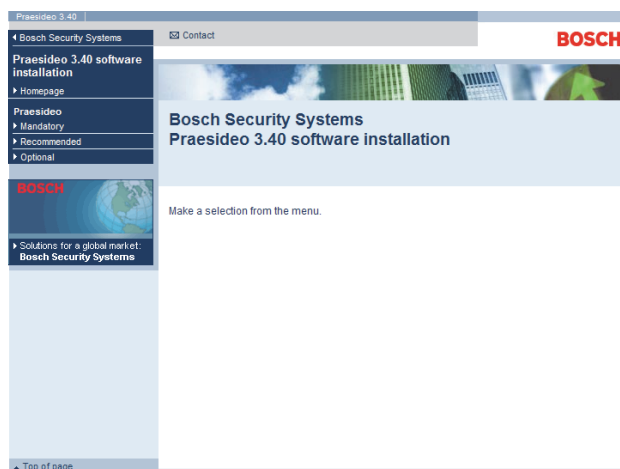 Praesideo 3.40
Bosch Security Systems
Contact
BOSCH
Praesideo 3.40 software
installation
Homepage
Praesideo
Mandatory
Recommended
Optional
Bosch Security Systems
Praesideo 3.40 software installation
BOSCH
Make a selection from the menu.
Solutions for a global market:
Bosch Security Systems
Top of page